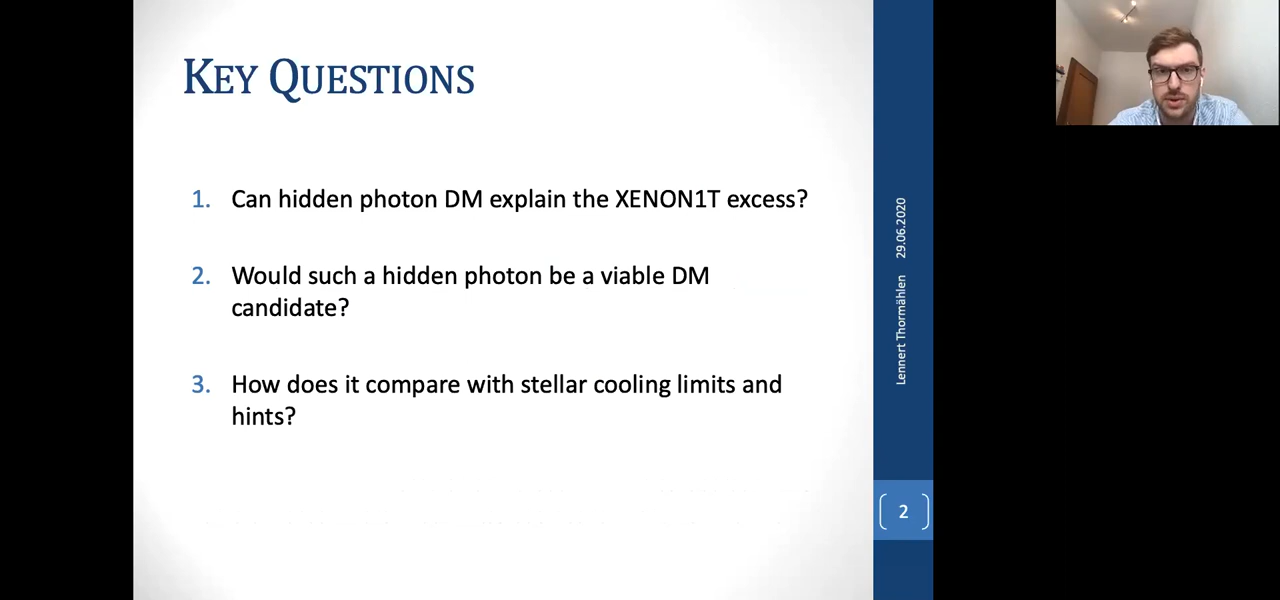 KEY QUESTIONS
1. Can hidden photon DM explain the XENON1T excess?
2. Would such a hidden photon be a viable DM
candidate?
3. How does it compare with stellar cooling limits and
hints?
Lennert Thormählen 29.06.2020
2